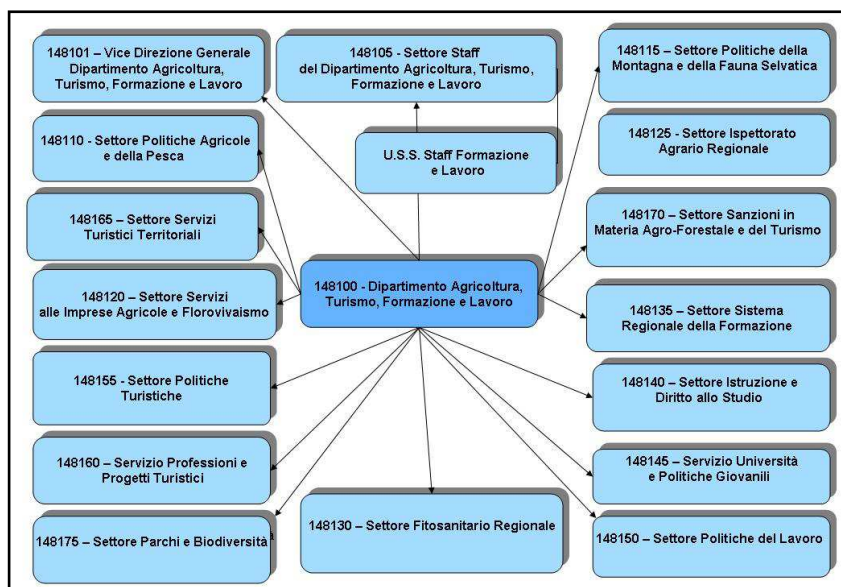 148101 – Vice Direzione Generale
Dipartimento Agricoltura,
Turismo, Formazione e Lavoro
148105 - Settore Staff
del Dipartimento Agricoltura, Turismo,
Formazione e Lavoro
148115 – Settore Politiche della
Montagna e della Fauna Selvatica
148110 - Settore Politiche Agricole
e della Pesca
U.S.S. Staff Formazione
e Lavoro
148125 - Settore Ispettorato
Agrario Regionale
148165 – Settore Servizi
Turistici Territoriali
148170 – Settore Sanzioni in
Materia Agro-Forestale e del Turismo
148100 - Dipartimento Agricoltura,
Turismo, Formazione e Lavoro
148120 – Settore Servizi
alle Imprese Agricole e Florovivaismo
148135 – Settore Sistema
Regionale della Formazione
148155 - Settore Politiche
Turistiche
148140 – Settore Istruzione e
Diritto allo Studio
148160 – Servizio Professioni e
Progetti Turistici
148145 – Servizio Università
e Politiche Giovanili
148175 – Settore Parchi e Biodiversità
148130 - Settore Fitosanitario Regionale
148150 – Settore Politiche del Lavoro